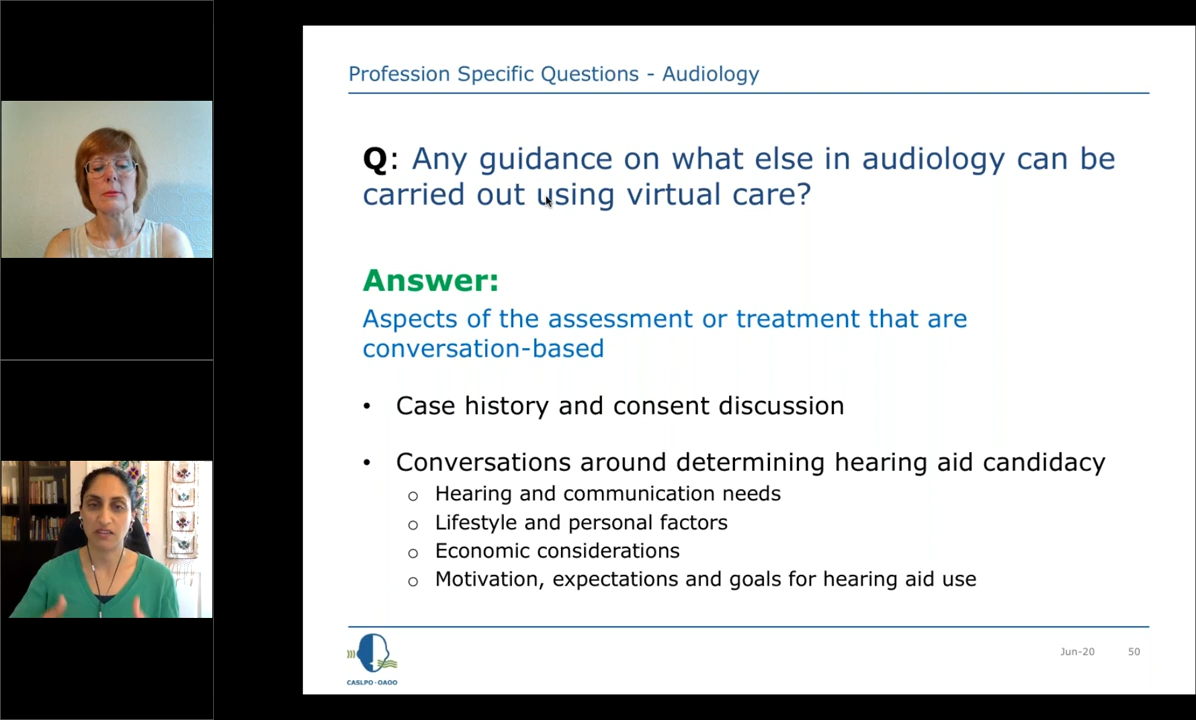 Profession Specific Questions - Audiology
Q: Any guidance on what else in audiology can be
carried out using virtual care?
Answer:
Aspects of the assessment or treatment that are
conversation-based
• Case history and consent discussion
• Conversations around determining hearing aid candidacy
o Hearing and communication needs
o Lifestyle and personal factors
o Economic considerations
o Motivation, expectations and goals for hearing aid use
CASLPO·OAOO
Jun-20 50